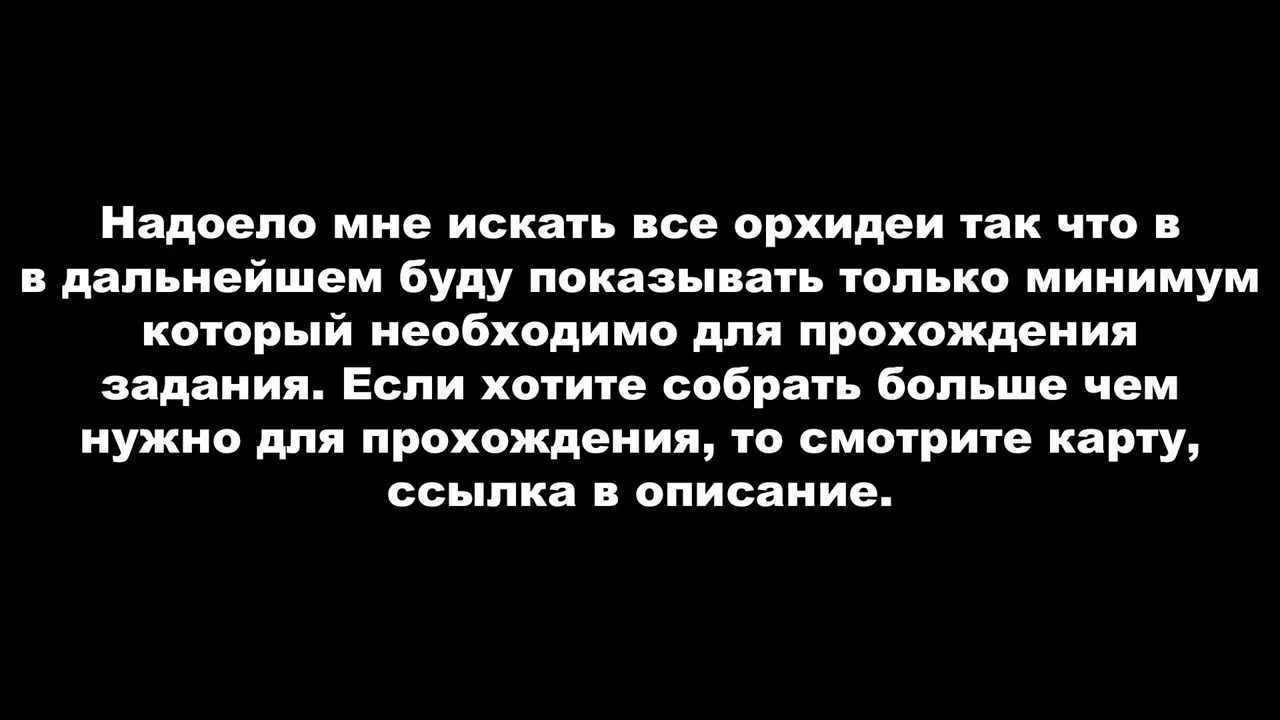 Надоело мне искать все орхидеи так что в
в дальнейшем буду показывать только минимум
который необходимо для прохождения
задания. Если хотите собрать больше чем
нужно для прохождения, то смотрите карту,
ссылка в описание.